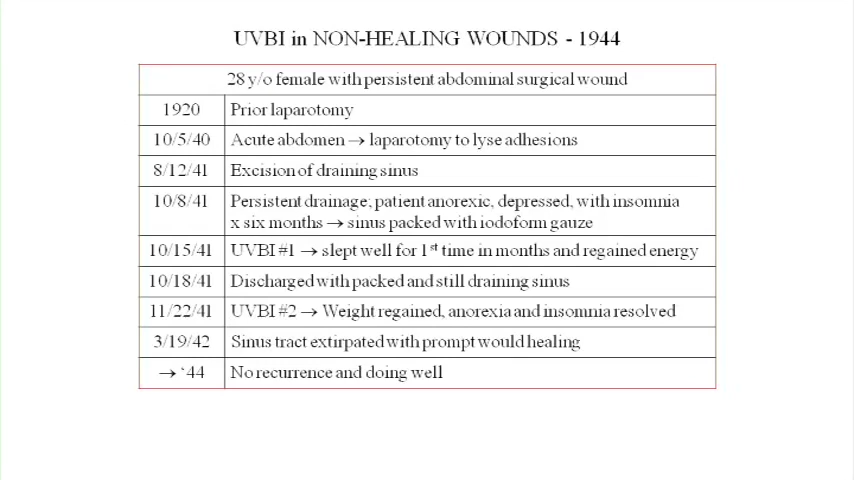 UVBI in NON-HEALING WOUNDS - 1944
28 y/o female with persistent abdominal surgical wound
1920 Prior laparotomy
10/5/40 Acute abdomen → laparotomy to lyse adhesions
8/12/41 Excision of draining sinus
10/8/41 Persistent drainage; patient anorexic, depressed, with insomnia
x six months → sinus packed with iodoform gauze
10/15/41 UVBI #1 → slept well for 1st time in months and regained energy
10/18/41 Discharged with packed and still draining sinus
11/22/41 UVBI #2 → Weight regained, anorexia and insomnia resolved
3/19/42 Sinus tract extirpated with prompt would healing
→ ‘44 No recurrence and doing well